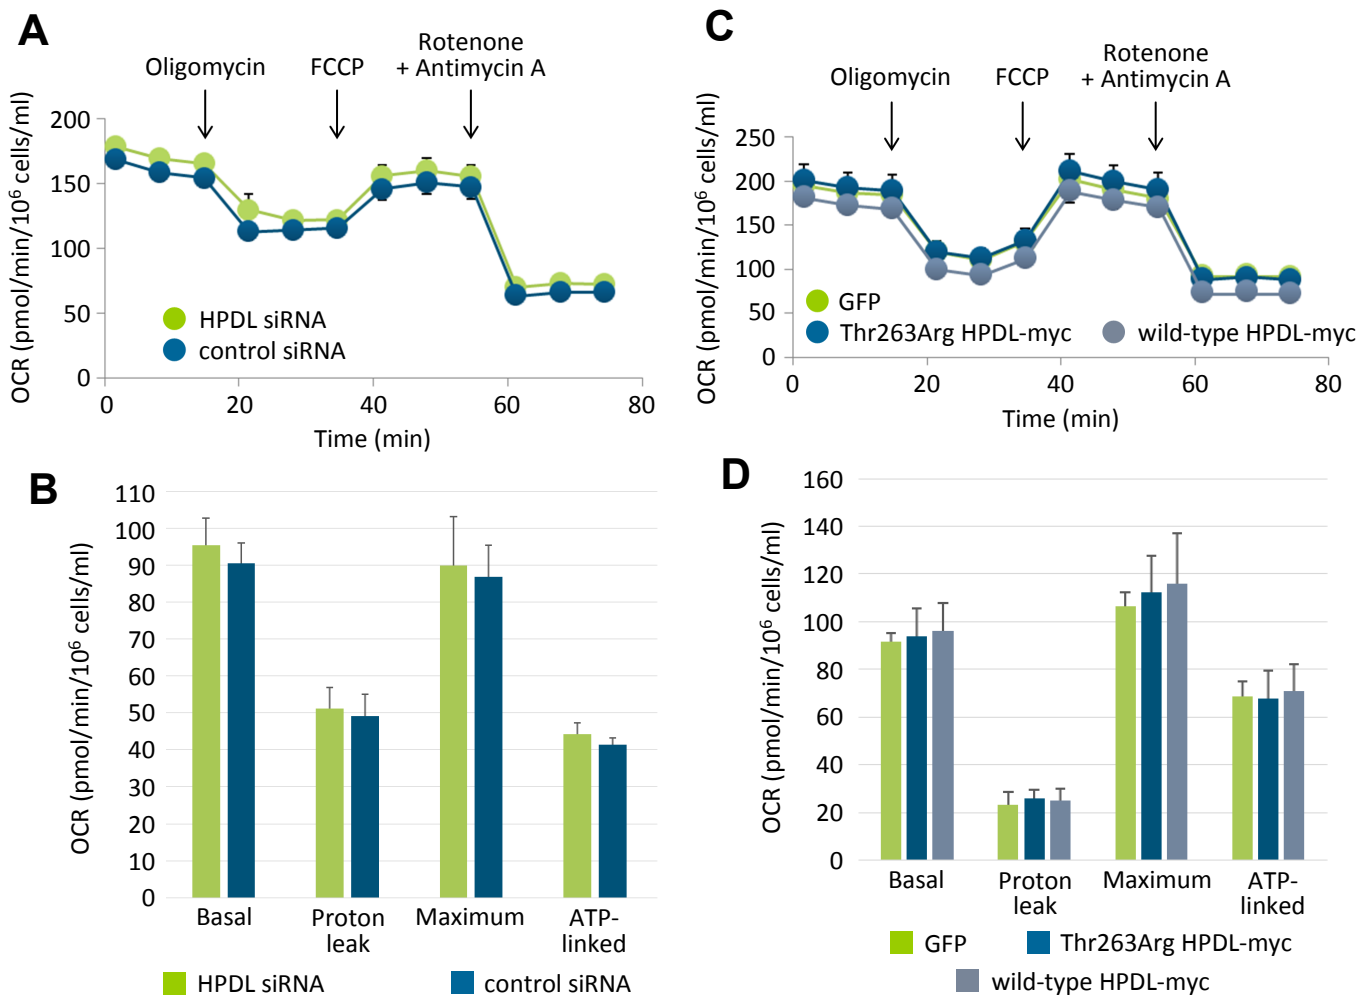 A
Oligomycin
FCCP
Rotenone
+ Antimycin A
OCR (pmol/min/10⁶ cells/ml)
200
150
100
50
0
HPDL siRNA
control siRNA
0 20 40 60 80
Time (min)
B
OCR (pmol/min/10⁶ cells/ml)
110
100
90
80
70
60
50
40
30
20
10
0
Basal
Proton
leak
Maximum
ATP-
linked
HPDL siRNA
control siRNA
C
Oligomycin
FCCP
Rotenone
+ Antimycin A
OCR (pmol/min/10⁶ cells/ml)
250
200
150
100
50
0
GFP
Thr263Arg HPDL-myc
wild-type HPDL-myc
0 20 40 60 80
Time (min)
D
OCR (pmol/min/10⁶ cells/ml)
160
140
120
100
80
60
40
20
0
Basal
Proton
leak
Maximum
ATP-
linked
GFP
Thr263Arg HPDL-myc
wild-type HPDL-myc